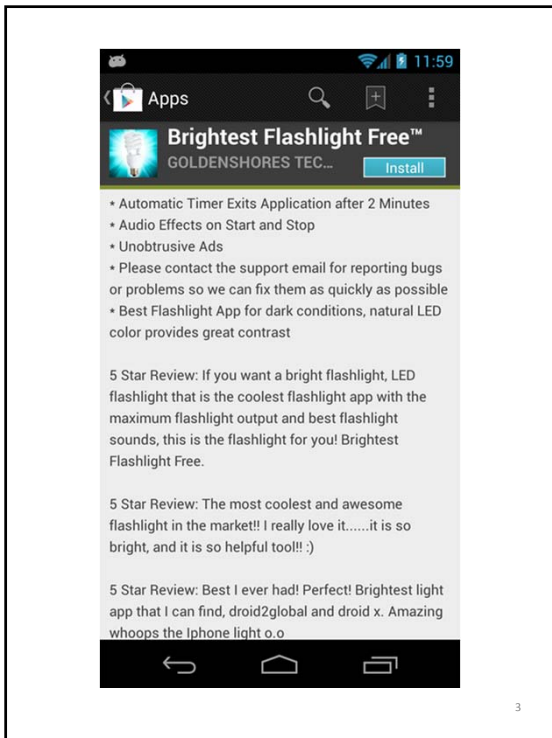 11:59
Apps
Brightest Flashlight Free™
GOLDENSHORES TEC...
Install
* Automatic Timer Exits Application after 2 Minutes
* Audio Effects on Start and Stop
* Unobtrusive Ads
* Please contact the support email for reporting bugs
or problems so we can fix them as quickly as possible
* Best Flashlight App for dark conditions, natural LED
color provides great contrast
5 Star Review: If you want a bright flashlight, LED
flashlight that is the coolest flashlight app with the
maximum flashlight output and best flashlight
sounds, this is the flashlight for you! Brightest
Flashlight Free.
5 Star Review: The most coolest and awesome
flashlight in the market!! I really love it......it is so
bright, and it is so helpful tool!! :)
5 Star Review: Best I ever had! Perfect! Brightest light
app that I can find, droid2global and droid x. Amazing
whoops the Iphone light o.o
3